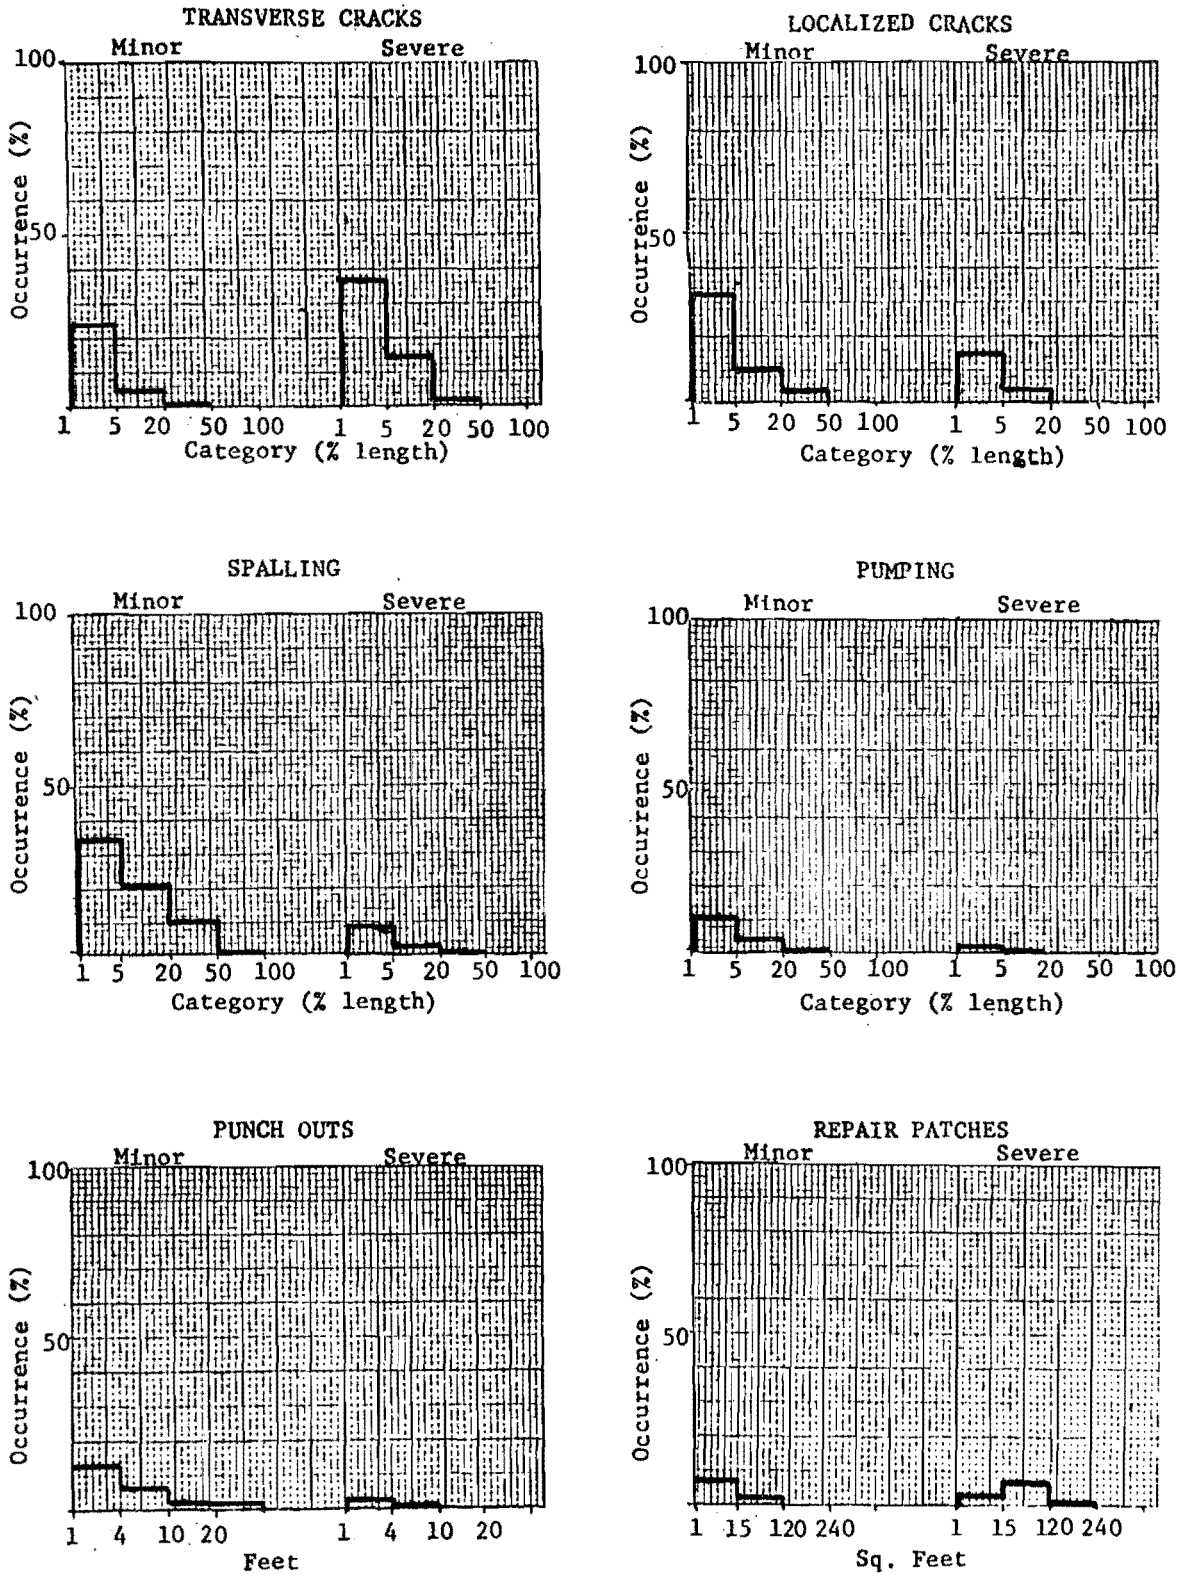 TRANSVERSE CRACKS
Minor Severe
100
50
Occurrence (%)
1 5 20 50 100 1 5 20 50 100
Category (% length)
LOCALIZED CRACKS
Minor Severe
100
50
Occurrence (%)
1 5 20 50 100 1 5 20 50 100
Category (% length)
SPALLING
Minor Severe
100
50
Occurrence (%)
1 5 20 50 100 1 5 20 50 100
Category (% length)
PUMPING
Minor Severe
100
50
Occurrence (%)
1 5 20 50 100 1 5 20 50 100
Category (% length)
PUNCH OUTS
Minor Severe
100
50
Occurrence (%)
1 4 10 20 1 4 10 20
Feet
REPAIR PATCHES
Minor Severe
100
50
Occurrence (%)
1 15 120 240 1 15 120 240
Sq. Feet